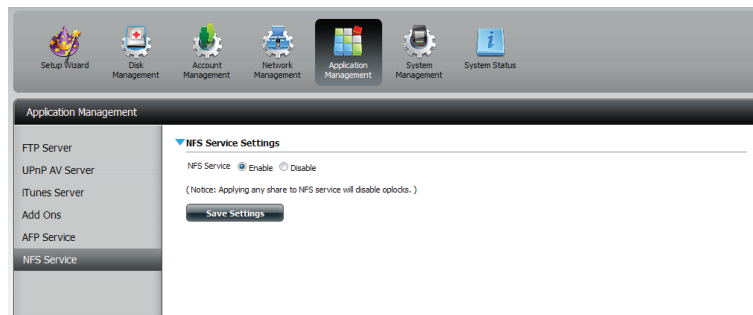 Setup Wizard
Disk Management
Account Management
Network Management
Application Management
System Management
System Status
Application Management
FTP Server
UPnP AV Server
iTunes Server
Add Ons
AFP Service
NFS Service
NFS Service Settings
NFS Service Enable Disable
( Notice: Applying any share to NFS service will disable oplocks. )
Save Settings